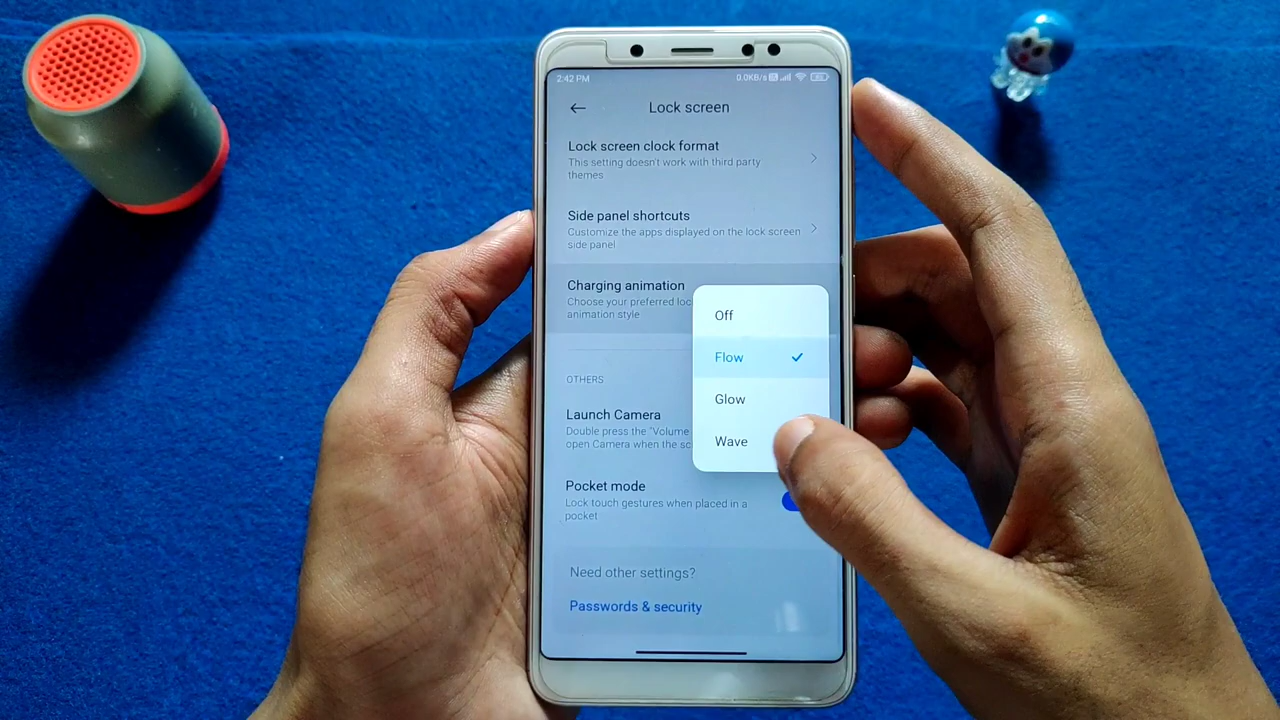 2:42 PM
0.0KB/s
Lock screen
Lock screen clock format
This setting doesn't work with third party
themes
Side panel shortcuts
Customize the apps displayed on the lock screen
side panel
Charging animation
Choose your preferred loc
animation style
Off
Flow
Glow
Wave
OTHERS
Launch Camera
Double press the "Volume
open Camera when the sc
Pocket mode
Lock touch gestures when placed in a
pocket
Need other settings?
Passwords & security